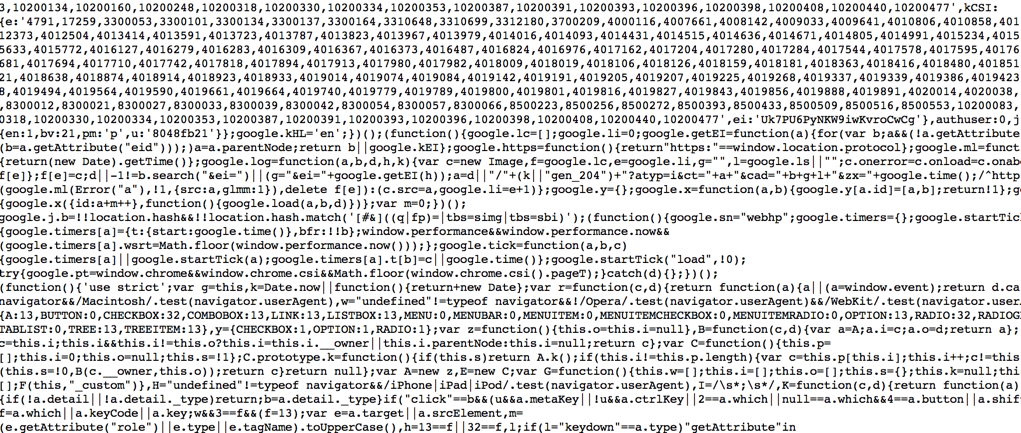 3,10200134,10200160,10200248,10200318,10200330,10200334,10200353,10200387,10200391,10200393,10200396,10200398,10200408,10200440,10200477',kCSI:
{e:'4791,17259,3300053,3300101,3300133,3300137,3300164,3310648,3310699,3312180,3700209,4000116,4007661,4008142,4009033,4009641,4010806,4010858,401
12373,4012504,4013414,4013591,4013723,4013787,4013823,4013967,4013979,4014016,4014093,4014431,4014515,4014636,4014671,4014805,4014991,4015234,4015
5633,4015772,4016127,4016279,4016283,4016309,4016367,4016373,4016487,4016824,4016976,4017162,4017204,4017280,4017284,4017544,4017578,4017595,40176
681,4017694,4017710,4017742,4017818,4017894,4017913,4017980,4017982,4018009,4018019,4018106,4018126,4018159,4018181,4018363,4018416,4018480,401851
21,4018638,4018874,4018914,4018923,4018933,4019014,4019074,4019084,4019142,4019191,4019205,4019207,4019225,4019268,4019337,4019339,4019386,4019423
8,4019494,4019564,4019590,4019661,4019664,4019740,4019779,4019789,4019800,4019801,4019816,4019827,4019843,4019846,4019888,4019900,4020014,4020038,
,8300012,8300021,8300027,8300033,8300039,8300042,8300054,8300057,8300066,8500223,8500256,8500272,8500393,8500433,8500509,8500516,8500553,10200083,
0318,10200330,10200334,10200353,10200387,10200391,10200393,10200396,10200398,10200408,10200440,10200477',ei:'Uk7PU6PyNKW9iwKvroCwCg'},authuser:0,j
{en:1,bv:21,pm:'p',u:'8048fb21'}};google.kHL='en';})();(function(){google.lc=[];google.li=0;google.getEI=function(a){for(var b;a&&(!a.getAttribute
(b=a.getAttribute("eid")));)a=a.parentNode;return b||google.kEI};google.https=function(){return"https:"==window.location.protocol};google.ml=funct
{return(new Date).getTime()};google.log=function(a,b,d,h,k){var c=new Image,f=google.lc,e=google.li,g="",l=google.ls||"";c.onerror=c.onload=c.onabo
f[e]};f[e]=c;d||-1!=b.search("&ei=")||(g="&ei="+google.getEI(h));a=d||"/"+(k||"gen_204")+"?atyp=i&ct="+a+"&cad="+b+g+l+"&zx="+google.time();/^http
(google.ml(Error("a"),!1,{src:a,glmm:1}),delete f[e]):(c.src=a,google.li=e+1)};google.y={};google.x=function(a,b){google.y[a.id]=[a,b];return!1};g
{google.x({id:a+m++},function(){google.load(a,b,d)})};var m=0;})();
google.j.b=!!location.hash&&!!location.hash.match('[#&]((q|fp)=|tbs=simg|tbs=sbi)');(function(){google.sn="webhp";google.timers={};google.startTick
{google.timers[a]={t:{start:google.time()},bfr:!!b};window.performance&&window.performance.now&&
(google.timers[a].wsrt=Math.floor(window.performance.now()));};google.tick=function(a,b,c)
{google.timers[a]||google.startTick(a);google.timers[a].t[b]=c||google.time()};google.startTick("load",!0);
try{google.pt=window.chrome&&window.chrome.csi&&Math.floor(window.chrome.csi().pageT);}catch(d){};})();
(function(){'use strict';var g=this,k=Date.now||function(){return+new Date};var r=function(c,d){return function(a){a||(a=window.event);return d.ca
navigator&&/Macintosh/.test(navigator.userAgent),w="undefined"!=typeof navigator&&!/Opera/.test(navigator.userAgent)&&/WebKit/.test(navigator.user
{A:13,BUTTON:0,CHECKBOX:32,COMBOBOX:13,LINK:13,LISTBOX:13,MENU:0,MENUBAR:0,MENUITEM:0,MENUITEMCHECKBOX:0,MENUITEMRADIO:0,OPTION:13,RADIO:32,RADIOG
TABLIST:0,TREE:13,TREEITEM:13},y={CHECKBOX:1,OPTION:1,RADIO:1};var z=function(){this.o=this.i=null},B=function(c,d){var a=A;a.i=c;a.o=d;return a};
c=this.i;this.i&&this.i!=this.o?this.i=this.i.__owner||this.i.parentNode:this.i=null;return c};var C=function(){this.p=
[];this.i=0;this.o=null;this.s=!1};C.prototype.k=function(){if(this.s)return A.k();if(this.i!=this.p.length){var c=this.p[this.i];this.i++;c!=this
(this.s=!0,B(c.__owner,this.o));return c}return null};var A=new z,E=new C;var G=function(){this.w=[];this.i=[];this.o=[];this.s={};this.k=null;thi
[];F(this,"_custom")},H="undefined"!=typeof navigator&&/iPhone|iPad|iPod/.test(navigator.userAgent),I=/\s*;\s*/,K=function(c,d){return function(a)
{if(!a.detail||!a.detail._type)return;b=a.detail._type}if("click"==b&&(u&&a.metaKey||!u&&a.ctrlKey||2==a.which||null==a.which&&4==a.button||a.shif
f=a.which||a.keyCode||a.key;w&&3==f&&(f=13);var e=a.target||a.srcElement,m=
(e.getAttribute("role")||e.type||e.tagName).toUpperCase(),h=13==f||32==f,l;if(l="keydown"==a.type)"getAttribute"in